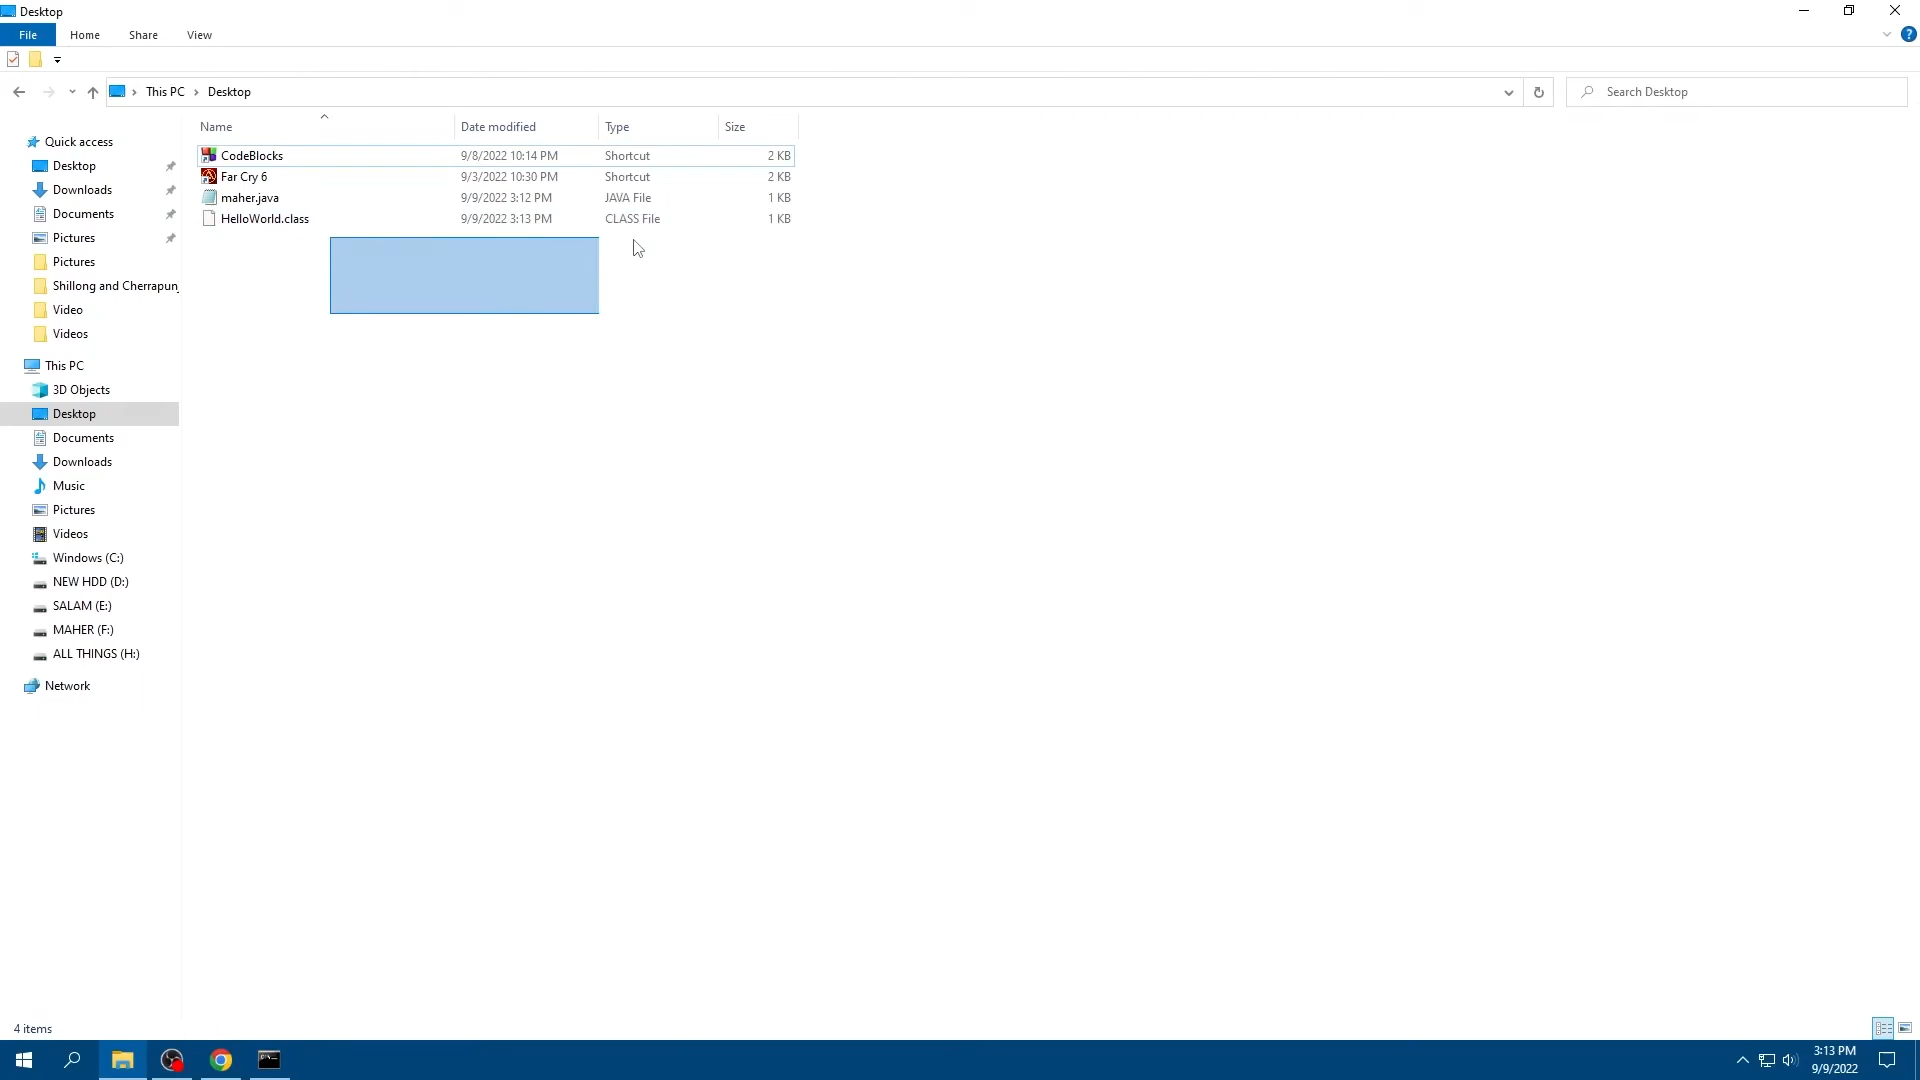 Desktop
File Home Share View
?
This PC Desktop
Search Desktop
Name Date modified Type Size
CodeBlocks 9/8/2022 10:14 PM Shortcut 2 KB
Far Cry 6 9/3/2022 10:30 PM Shortcut 2 KB
maher.java 9/9/2022 3:12 PM JAVA File 1 KB
HelloWorld.class 9/9/2022 3:13 PM CLASS File 1 KB
Quick access
Desktop
Downloads
Documents
Pictures
Pictures
Shillong and Cherrapun
Video
Videos
This PC
3D Objects
Desktop
Documents
Downloads
Music
Pictures
Videos
Windows (C:)
NEW HDD (D:)
SALAM (E:)
MAHER (F:)
ALL THINGS (H:)
Network
4 items
3:13 PM
9/9/2022